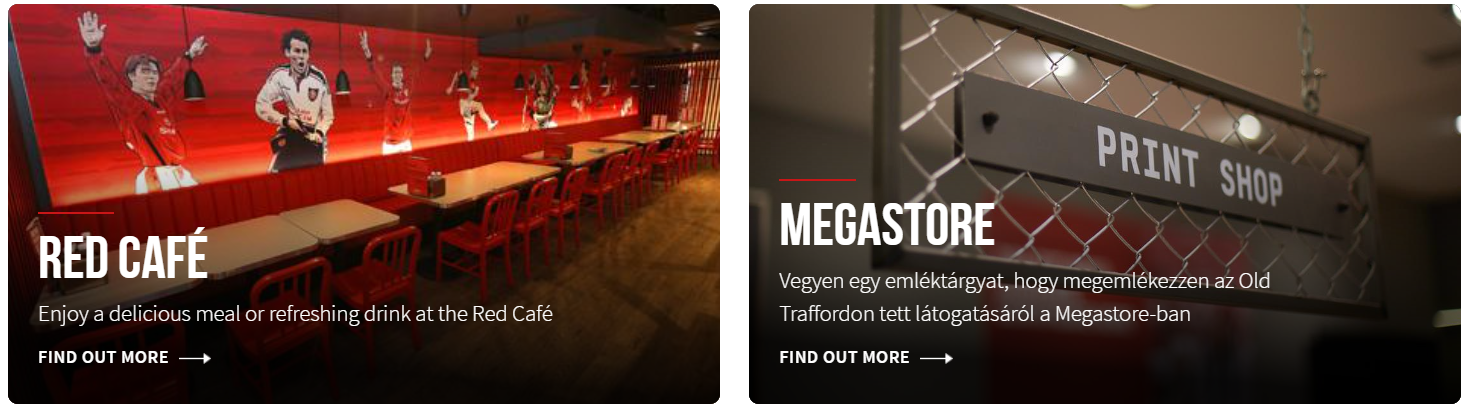 RED CAFÉ
Enjoy a delicious meal or refreshing drink at the Red Café
FIND OUT MORE
PRINT SHOP
MEGASTORE
Vegyen egy emléktárgyat, hogy megemlékezzen az Old
Traffordon tett látogatásáról a Megastore-ban
FIND OUT MORE